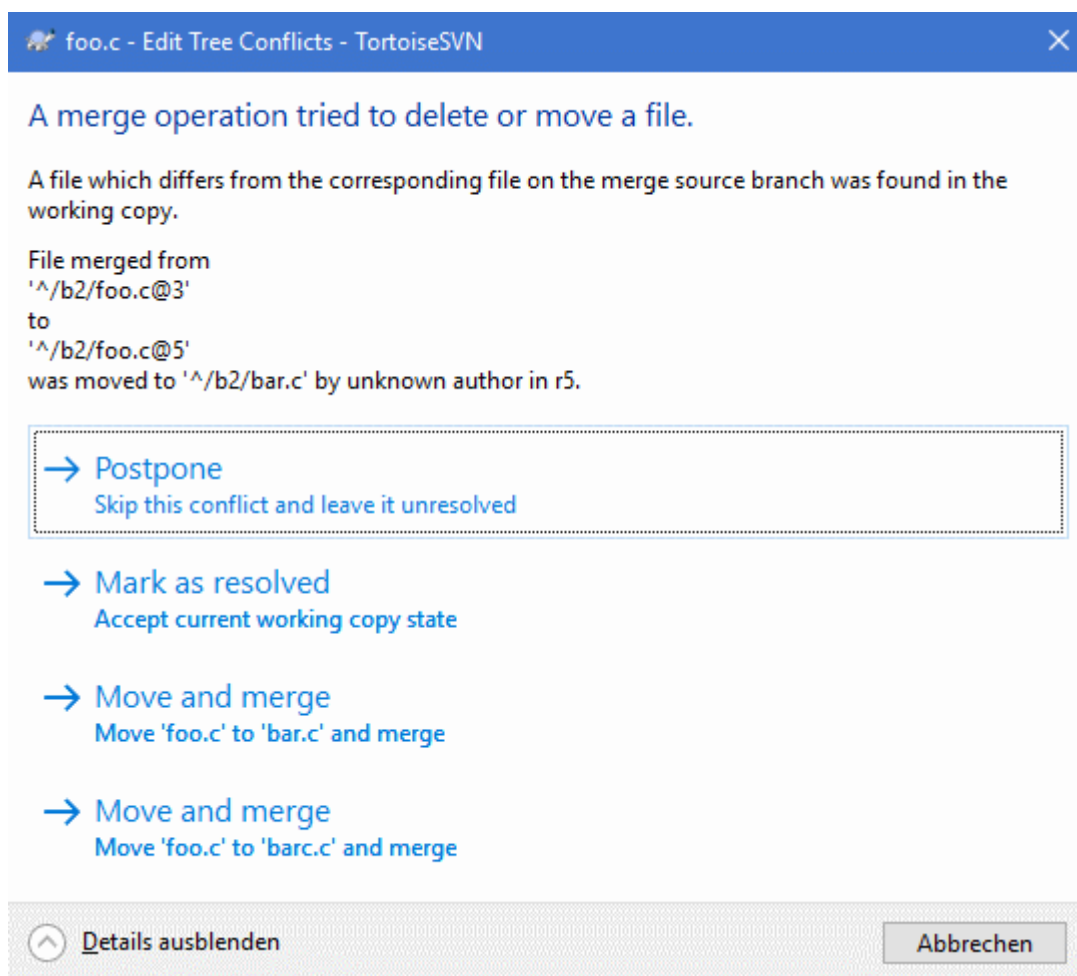 foo.c - Edit Tree Conflicts - TortoiseSVN
A merge operation tried to delete or move a file.
A file which differs from the corresponding file on the merge source branch was found in the
working copy.
File merged from
'^/b2/foo.c@3'
to
'^/b2/foo.c@5'
was moved to '^/b2/bar.c' by unknown author in r5.
Postpone
Skip this conflict and leave it unresolved
Mark as resolved
Accept current working copy state
Move and merge
Move 'foo.c' to 'bar.c' and merge
Move and merge
Move 'foo.c' to 'barc.c' and merge
Details ausblenden
Abbrechen